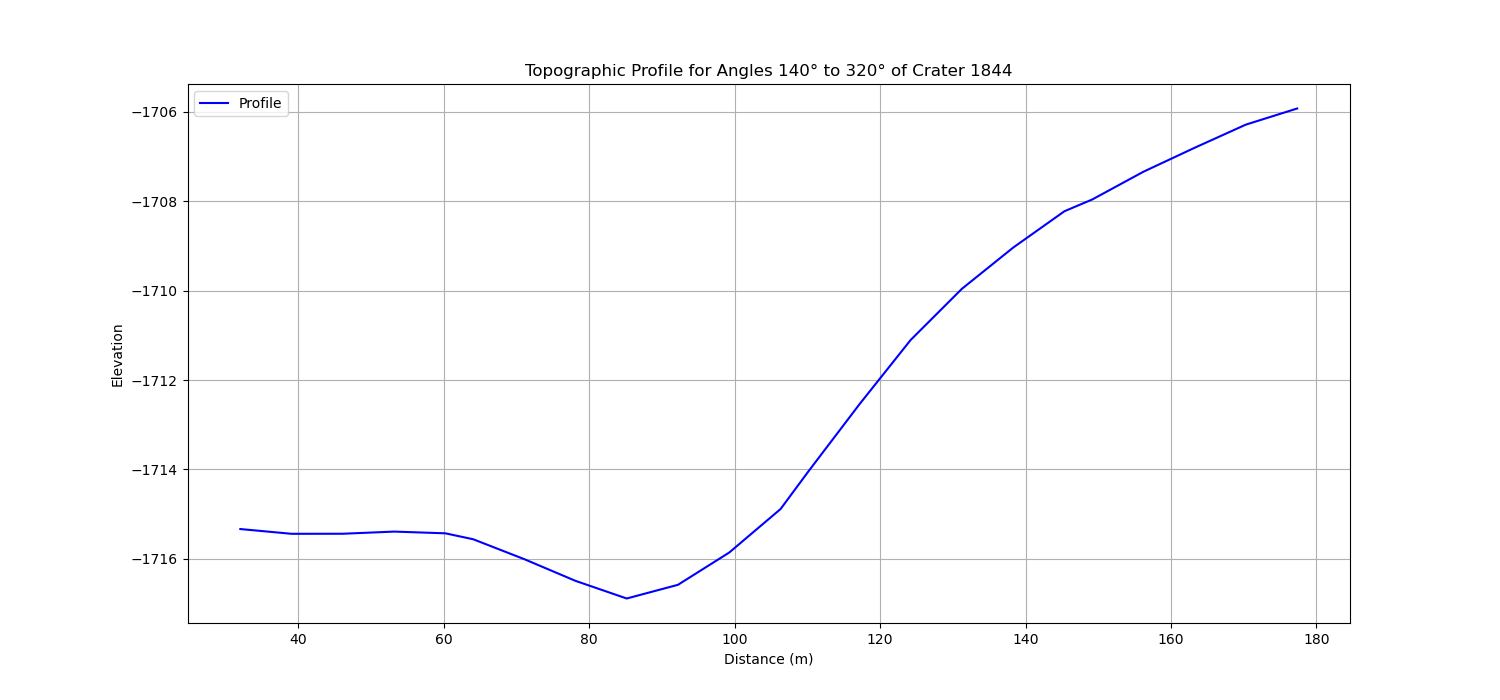 Topographic Profile for Angles 140° to 320° of Crater 1844
Profile
−1706
−1708
−1710
−1712
−1714
−1716
Elevation
40 60 80 100 120 140 160 180
Distance (m)